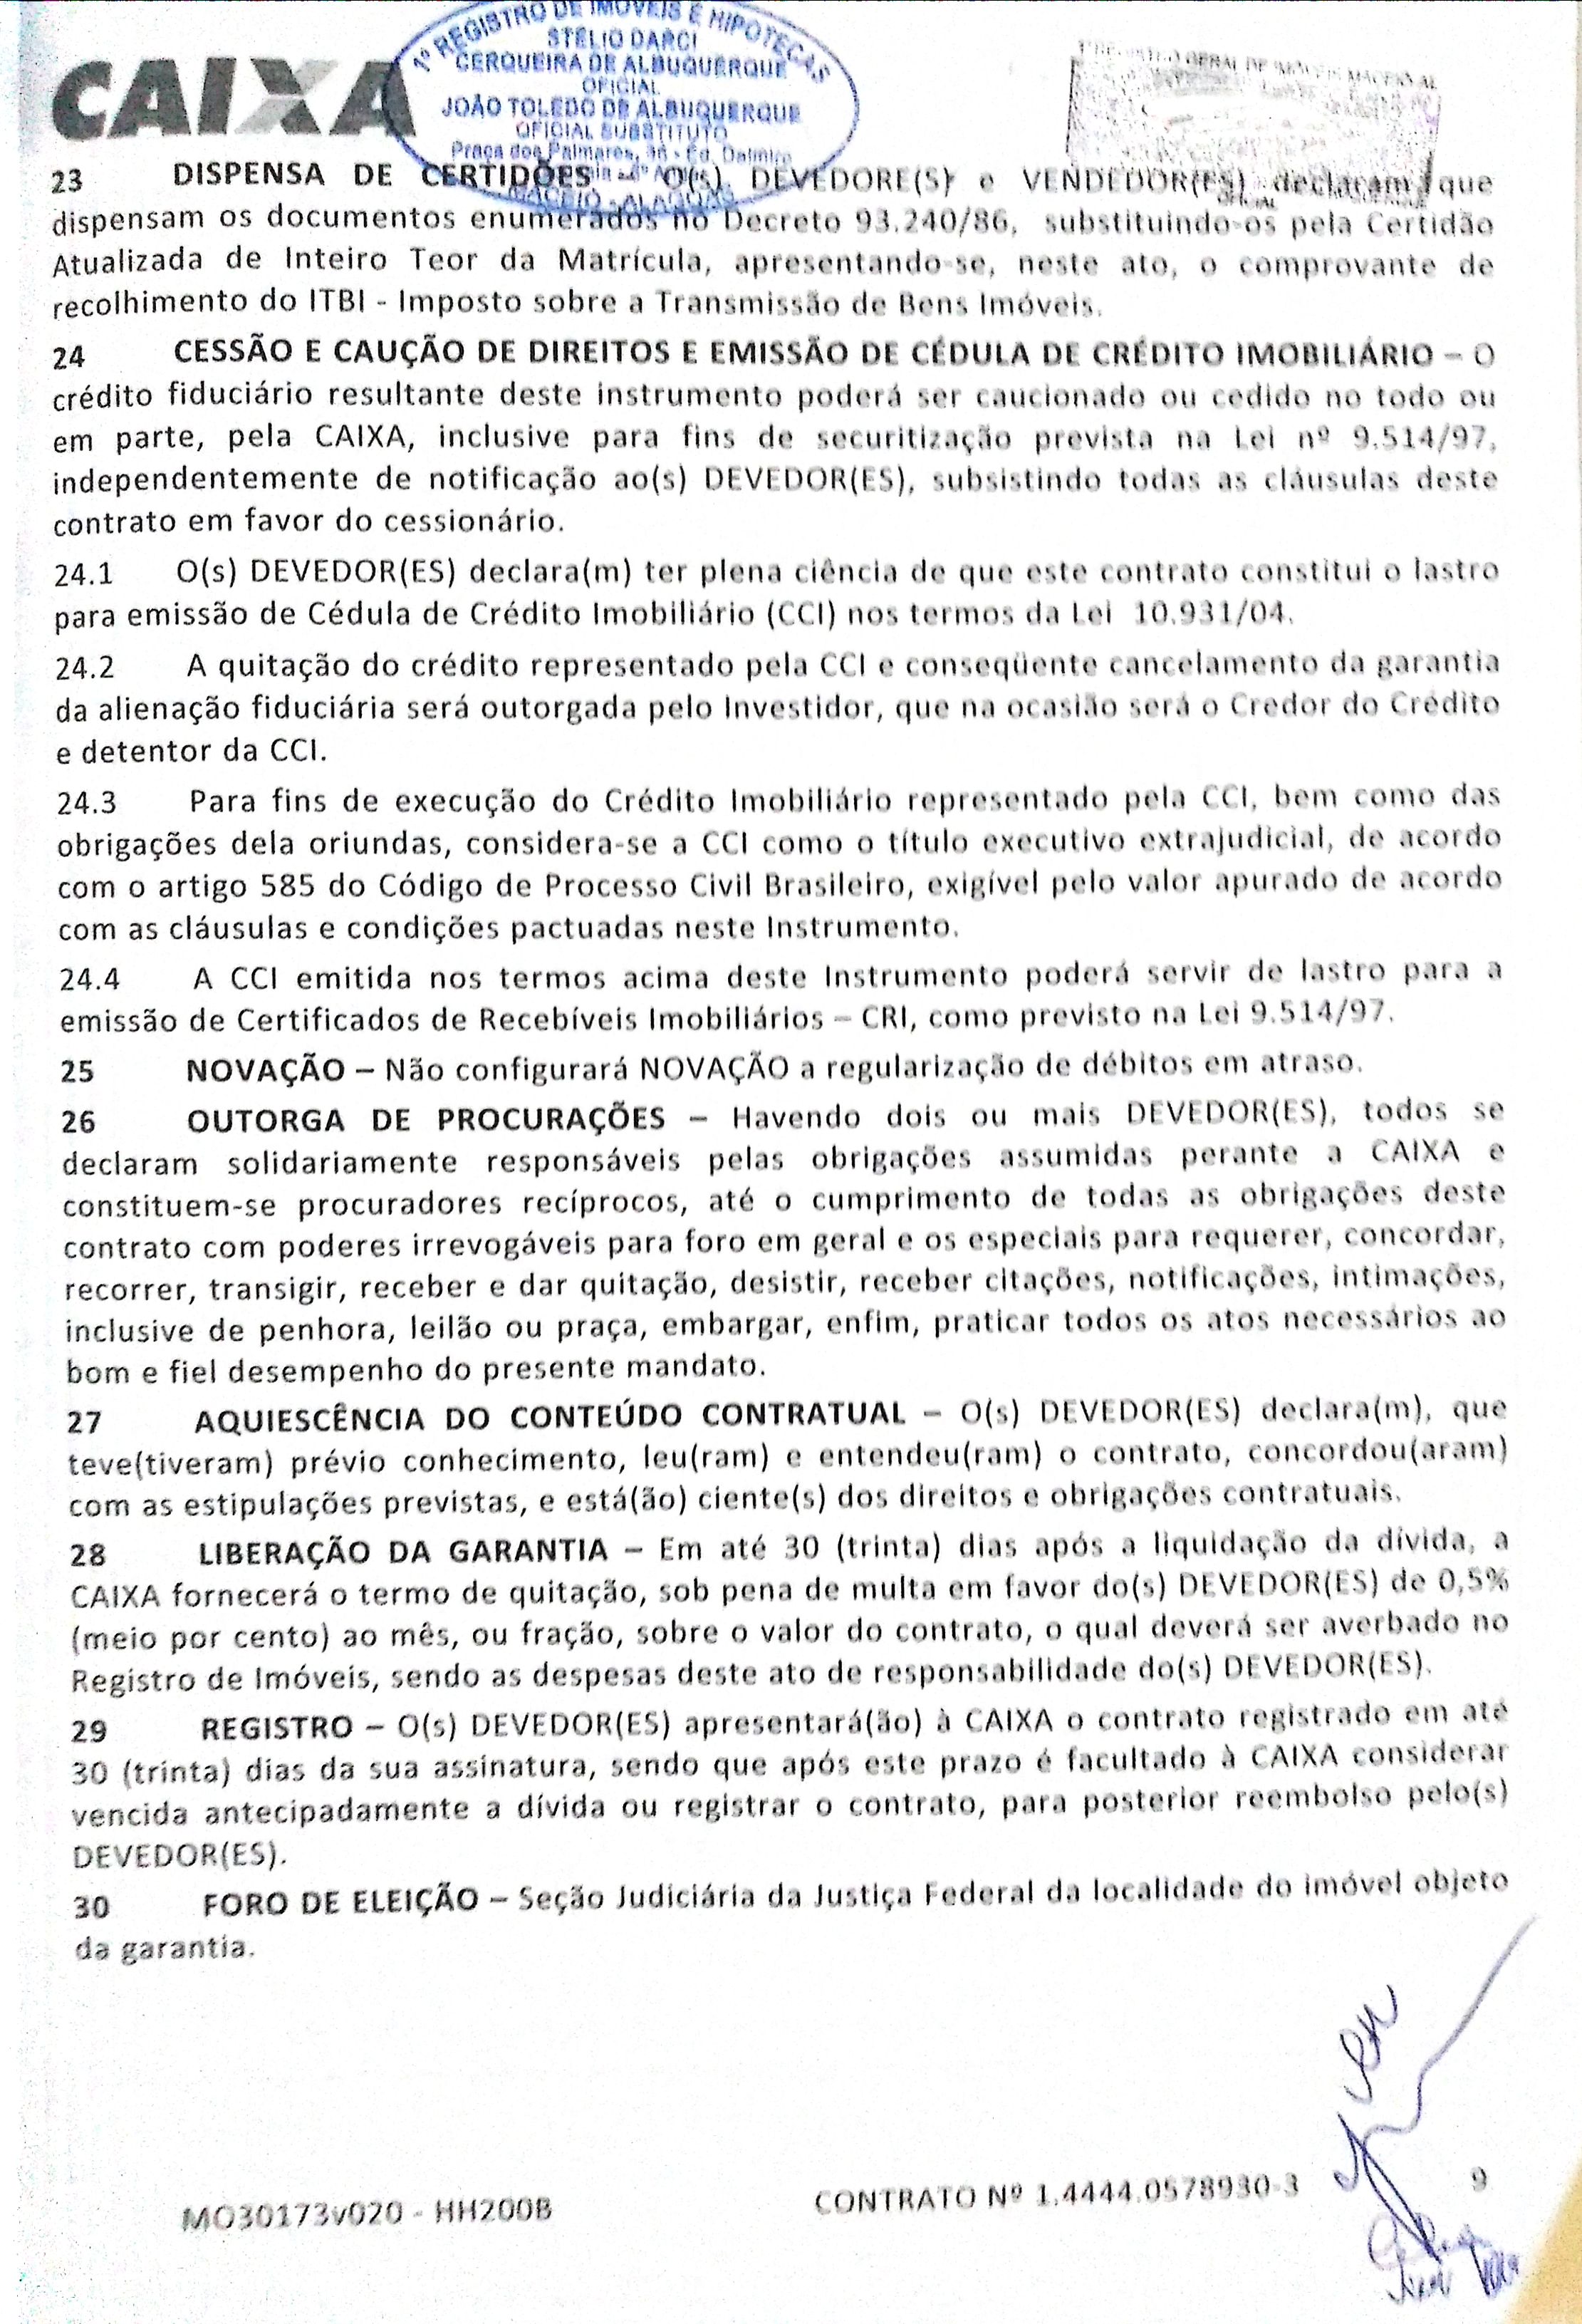 CAIXA
1º REGISTRO DE IMÓVEIS E HIPOTECAS
STÉLIO DARCI
CERQUEIRA DE ALBUQUERQUE
OFICIAL
JOÃO TOLEDO DE ALBUQUERQUE
OFICIAL SUBSTITUTO
Praça dos Palmares, Ed. Delmiro
MACEIÓ - ALAGOAS
REGISTRO GERAL DE IMÓVEIS MACEIÓ AL
23 DISPENSA DE CERTIDÕES – O(s) DEVEDORE(S) e VENDEDOR(ES) declaram que
dispensam os documentos enumerados no Decreto 93.240/86, substituindo-os pela Certidão
Atualizada de Inteiro Teor da Matrícula, apresentando-se, neste ato, o comprovante de
recolhimento do ITBI - Imposto sobre a Transmissão de Bens Imóveis.
24 CESSÃO E CAUÇÃO DE DIREITOS E EMISSÃO DE CÉDULA DE CRÉDITO IMOBILIÁRIO – O
crédito fiduciário resultante deste instrumento poderá ser caucionado ou cedido no todo ou
em parte, pela CAIXA, inclusive para fins de securitização prevista na Lei nº 9.514/97,
independentemente de notificação ao(s) DEVEDOR(ES), subsistindo todas as cláusulas deste
contrato em favor do cessionário.
24.1 O(s) DEVEDOR(ES) declara(m) ter plena ciência de que este contrato constitui o lastro
para emissão de Cédula de Crédito Imobiliário (CCI) nos termos da Lei 10.931/04.
24.2 A quitação do crédito representado pela CCI e conseqüente cancelamento da garantia
da alienação fiduciária será outorgada pelo Investidor, que na ocasião será o Credor do Crédito
e detentor da CCI.
24.3 Para fins de execução do Crédito Imobiliário representado pela CCI, bem como das
obrigações dela oriundas, considera-se a CCI como o título executivo extrajudicial, de acordo
com o artigo 585 do Código de Processo Civil Brasileiro, exigível pelo valor apurado de acordo
com as cláusulas e condições pactuadas neste Instrumento.
24.4 A CCI emitida nos termos acima deste Instrumento poderá servir de lastro para a
emissão de Certificados de Recebíveis Imobiliários – CRI, como previsto na Lei 9.514/97.
25 NOVAÇÃO – Não configurará NOVAÇÃO a regularização de débitos em atraso.
26 OUTORGA DE PROCURAÇÕES – Havendo dois ou mais DEVEDOR(ES), todos se
declaram solidariamente responsáveis pelas obrigações assumidas perante a CAIXA e
constituem-se procuradores recíprocos, até o cumprimento de todas as obrigações deste
contrato com poderes irrevogáveis para foro em geral e os especiais para requerer, concordar,
recorrer, transigir, receber e dar quitação, desistir, receber citações, notificações, intimações,
inclusive de penhora, leilão ou praça, embargar, enfim, praticar todos os atos necessários ao
bom e fiel desempenho do presente mandato.
27 AQUIESCÊNCIA DO CONTEÚDO CONTRATUAL – O(s) DEVEDOR(ES) declara(m), que
teve(tiveram) prévio conhecimento, leu(ram) e entendeu(ram) o contrato, concordou(aram)
com as estipulações previstas, e está(ão) ciente(s) dos direitos e obrigações contratuais.
28 LIBERAÇÃO DA GARANTIA – Em até 30 (trinta) dias após a liquidação da dívida, a
CAIXA fornecerá o termo de quitação, sob pena de multa em favor do(s) DEVEDOR(ES) de 0,5%
(meio por cento) ao mês, ou fração, sobre o valor do contrato, o qual deverá ser averbado no
Registro de Imóveis, sendo as despesas deste ato de responsabilidade do(s) DEVEDOR(ES).
29 REGISTRO – O(s) DEVEDOR(ES) apresentará(ão) à CAIXA o contrato registrado em até
30 (trinta) dias da sua assinatura, sendo que após este prazo é facultado à CAIXA considerar
vencida antecipadamente a dívida ou registrar o contrato, para posterior reembolso pelo(s)
DEVEDOR(ES).
30 FORO DE ELEIÇÃO – Seção Judiciária da Justiça Federal da localidade do imóvel objeto
da garantia.
MO30173v020 - HH200B
CONTRATO Nº 1.4444.0578930-3
9